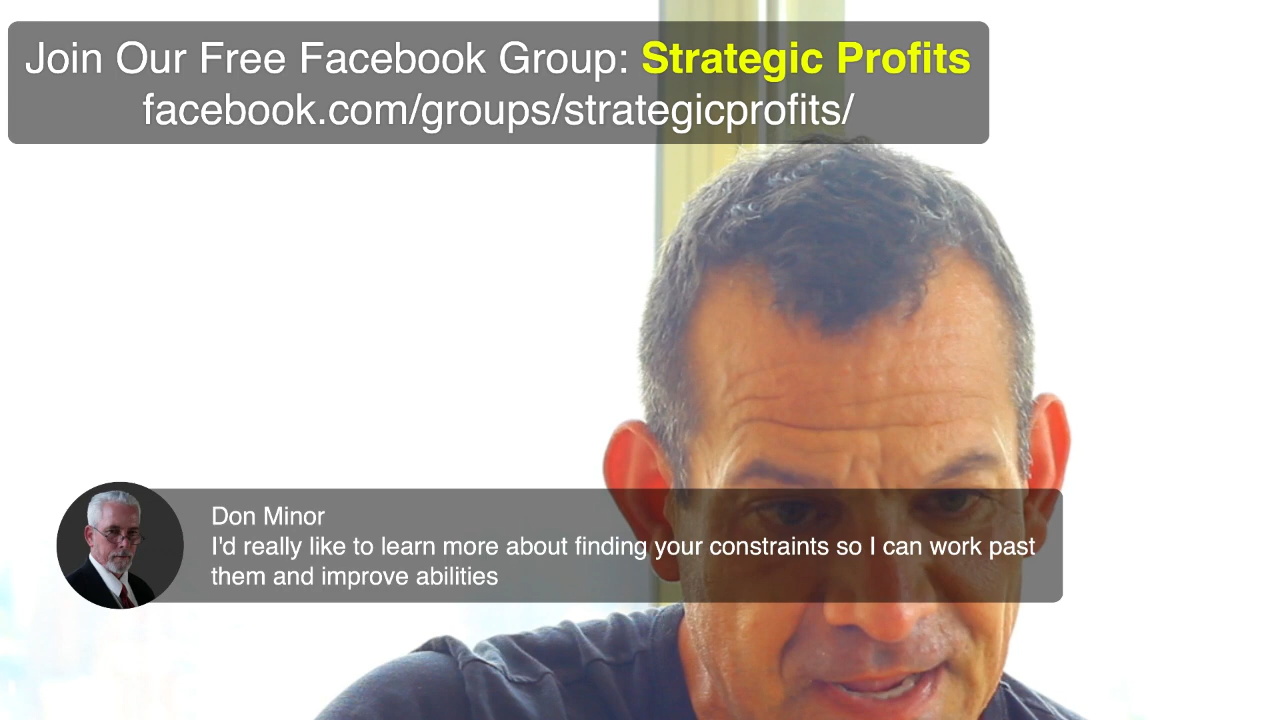 Join Our Free Facebook Group: Strategic Profits
facebook.com/groups/strategicprofits/
Don Minor
I'd really like to learn more about finding your constraints so I can work past
them and improve abilities